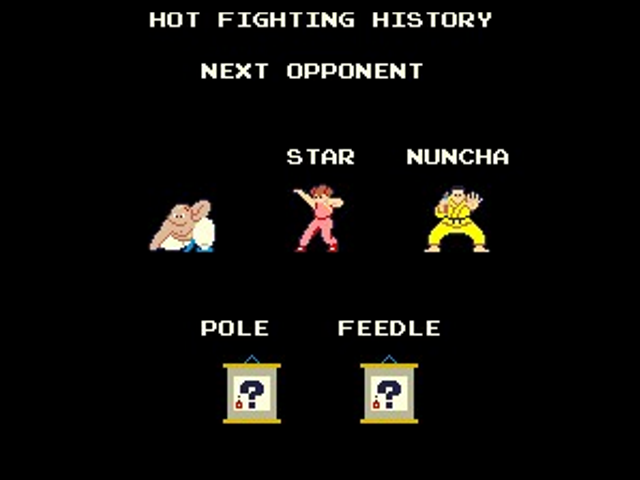 HOT FIGHTING HISTORY
NEXT OPPONENT
STAR NUNCHA
POLE FEEDLE
? ?